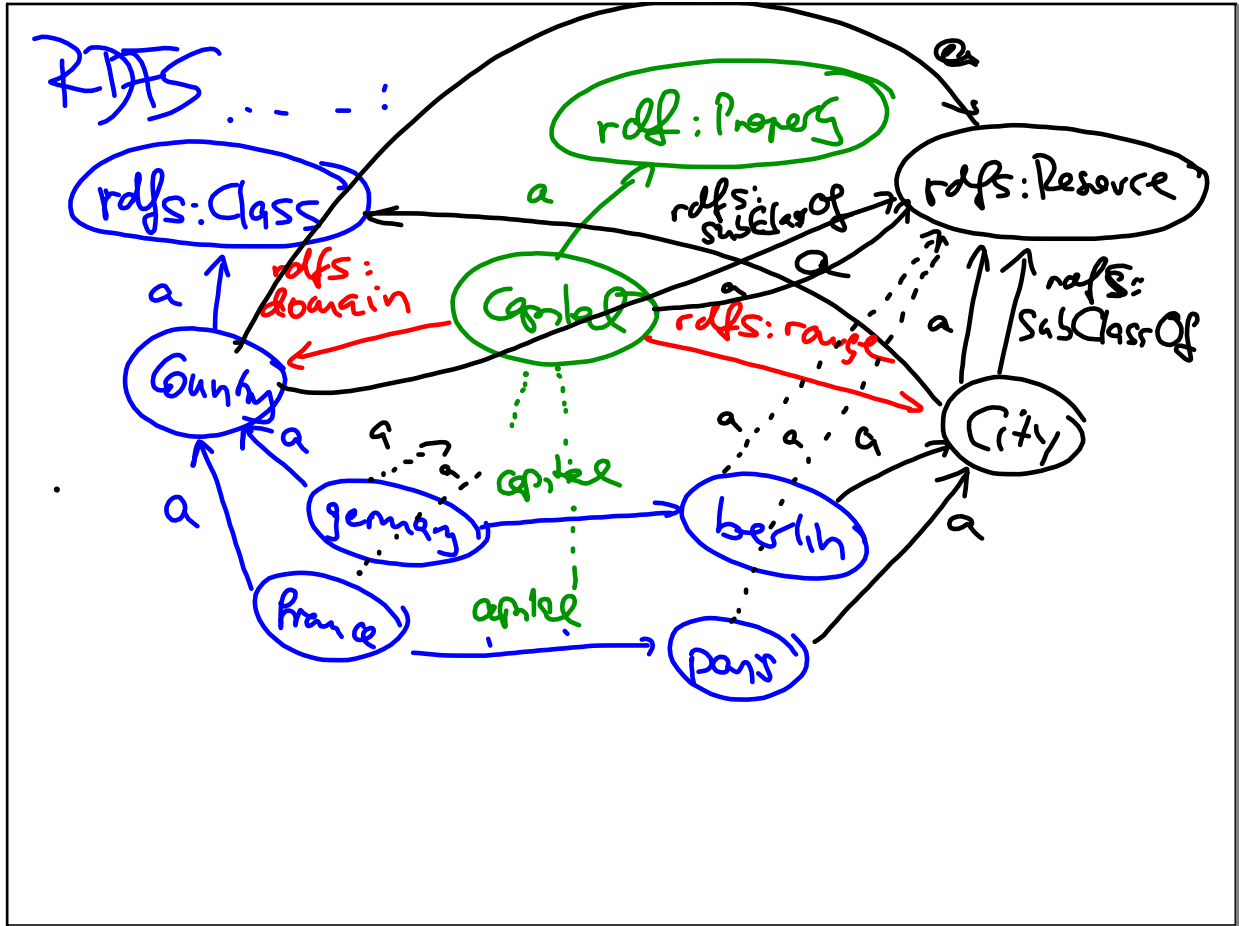 RDFS
a
rdf: Property
rdfs: Class
rdfs: Resource
a
rdfs:
subClassOf
rdfs:
domain
a
capital
a
a
rdfs: range
a
rdfs:
subClassOf
Country
City
a
a
a
a
a
a
capital
germany
berlin
a
a
france
capital
paris